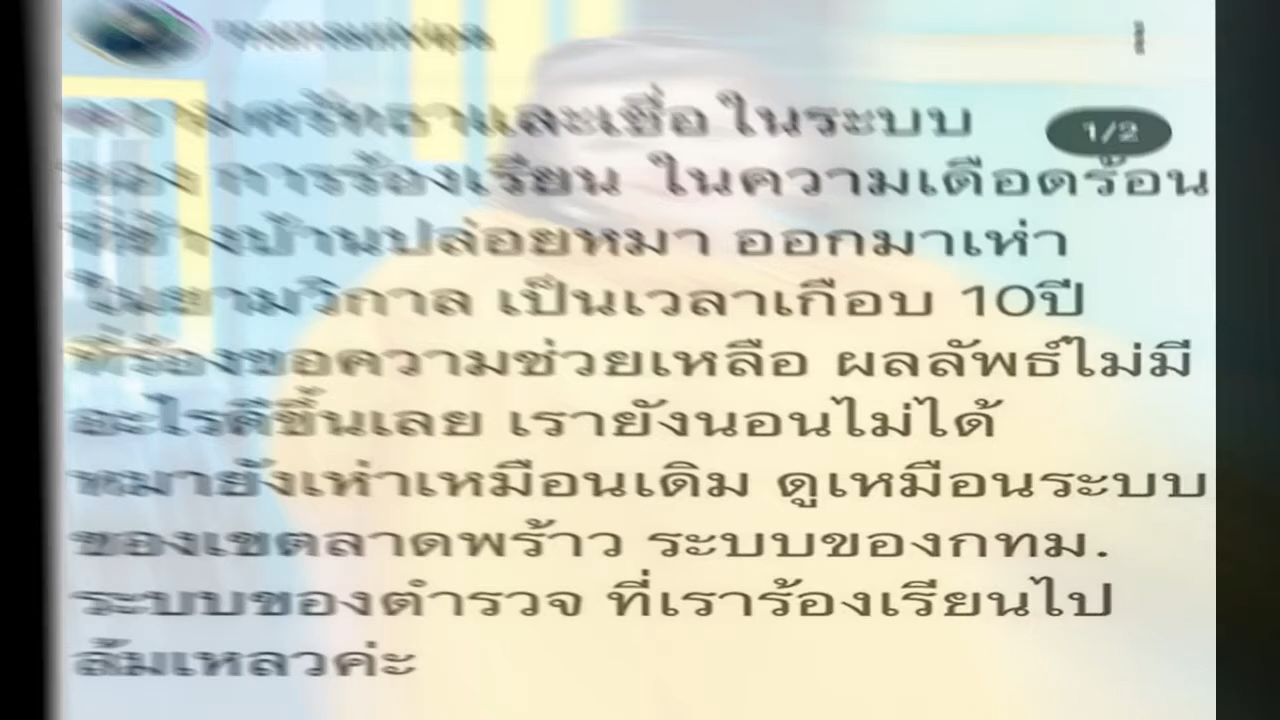 1/2
และเชื่อ ในระบบ
ของ การร้องเรียน ในความเดือดร้อน
ที่ข้างบ้านปล่อยหมา ออกมาเห่า
ในยามวิกาล เป็นเวลาเกือบ 10ปี
ที่ร้องขอความช่วยเหลือ ผลลัพธ์ไม่มี
อะไรดีขึ้นเลย เรายังนอนไม่ได้
หมายังเห่าเหมือนเดิม ดูเหมือนระบบ
ของเขตลาดพร้าว ระบบของกทม.
ระบบของตำรวจ ที่เราร้องเรียนไป
ล้มเหลวค่ะ